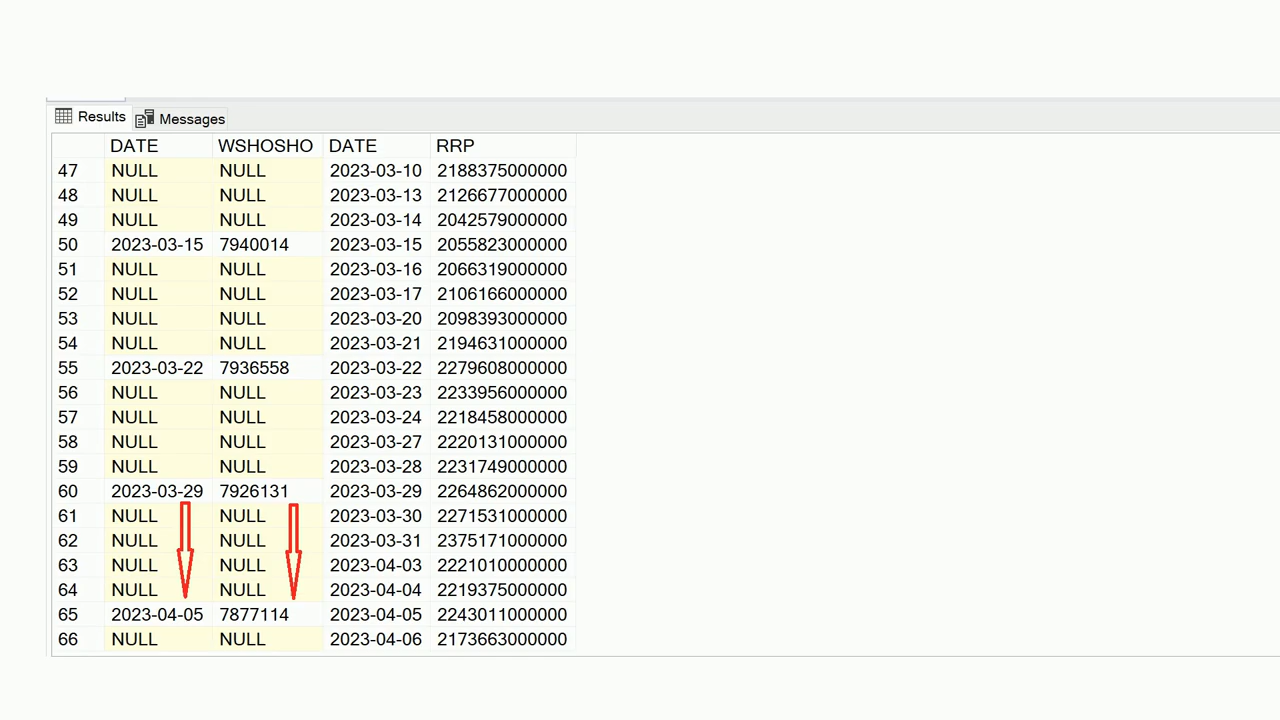 Results Messages
DATE WSHOSHO DATE RRP
47 NULL NULL 2023-03-10 2188375000000
48 NULL NULL 2023-03-13 2126677000000
49 NULL NULL 2023-03-14 2042579000000
50 2023-03-15 7940014 2023-03-15 2055823000000
51 NULL NULL 2023-03-16 2066319000000
52 NULL NULL 2023-03-17 2106166000000
53 NULL NULL 2023-03-20 2098393000000
54 NULL NULL 2023-03-21 2194631000000
55 2023-03-22 7936558 2023-03-22 2279608000000
56 NULL NULL 2023-03-23 2233956000000
57 NULL NULL 2023-03-24 2218458000000
58 NULL NULL 2023-03-27 2220131000000
59 NULL NULL 2023-03-28 2231749000000
60 2023-03-29 7926131 2023-03-29 2264862000000
61 NULL NULL 2023-03-30 2271531000000
62 NULL NULL 2023-03-31 2375171000000
63 NULL NULL 2023-04-03 2221010000000
64 NULL NULL 2023-04-04 2219375000000
65 2023-04-05 7877114 2023-04-05 2243011000000
66 NULL NULL 2023-04-06 2173663000000